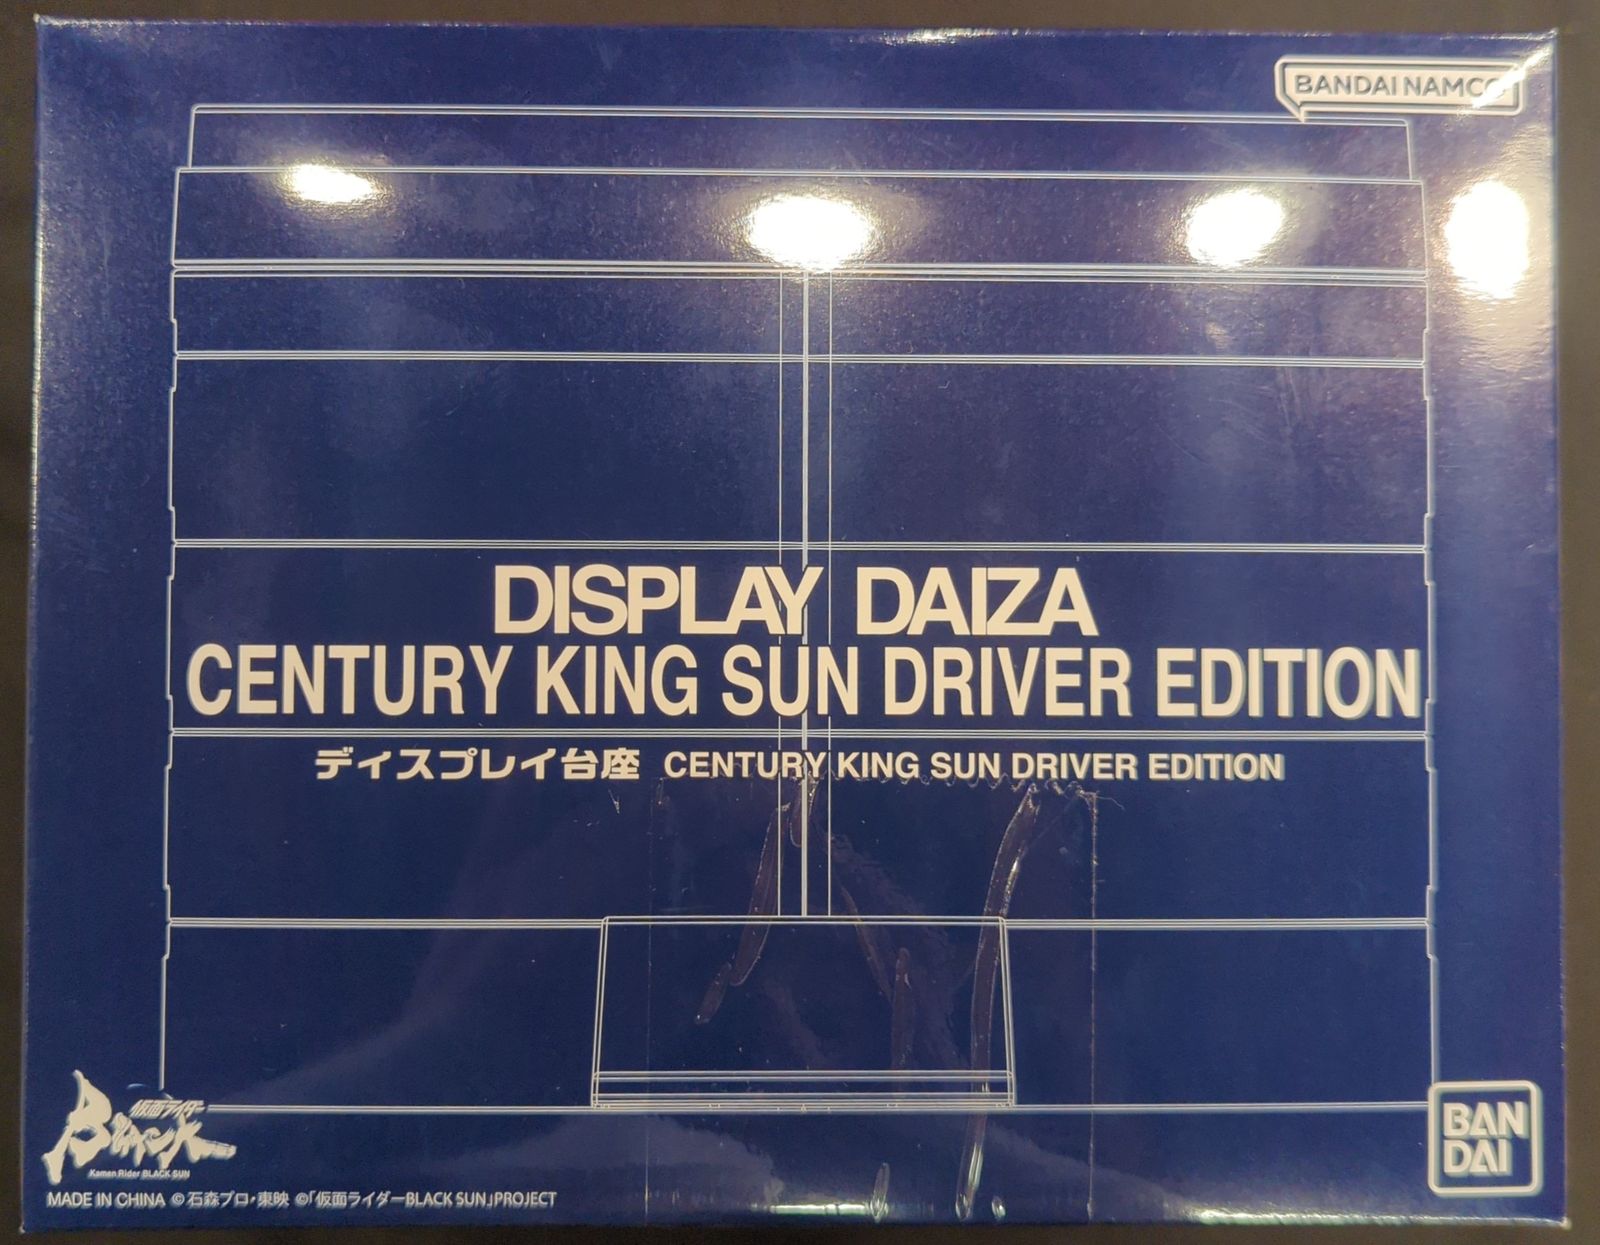 BANDAI NAMCO
DISPLAY DAIZA
CENTURY KING SUN DRIVER EDITION
ディスプレイ台座 CENTURY KING SUN DRIVER EDITION
仮面ライダー
BLACK SUN
Kamen Rider BLACK SUN
MADE IN CHINA ©石森プロ・東映 ©「仮面ライダーBLACK SUN」PROJECT
BAN
DAI